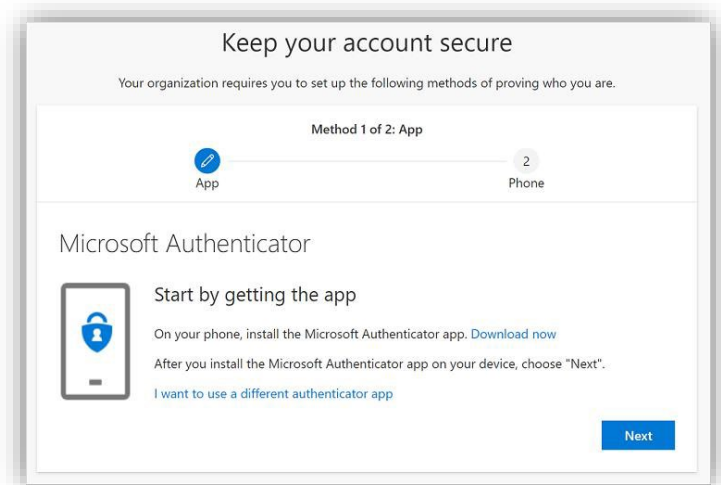 Keep your account secure
Your organization requires you to set up the following methods of proving who you are.
Method 1 of 2: App
2
App
Phone
Microsoft Authenticator
Start by getting the app
On your phone, install the Microsoft Authenticator app. Download now
After you install the Microsoft Authenticator app on your device, choose "Next".
I want to use a different authenticator app
Next